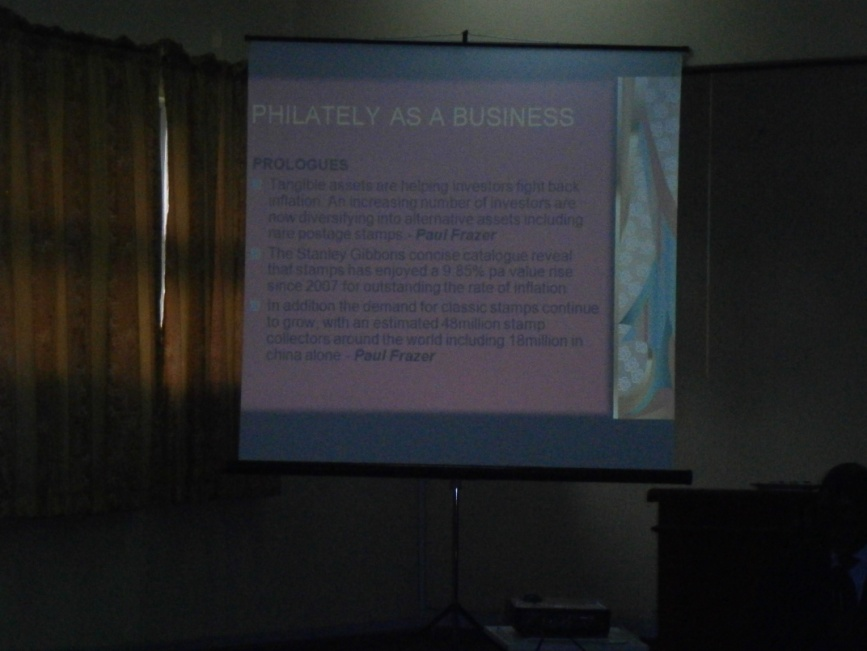 PHILATELY AS A BUSINESS
PROLOGUES
Tangible assets are helping investors fight back
inflation. An increasing number of investors are
now diversifying into alternative assets including
rare postage stamps - Paul Frazer
The Stanley Gibbons concise catalogue reveal
that stamps has enjoyed a 9.85% pa value rise
since 2007 for outstanding the rate of inflation
In addition the demand for classic stamps continue
to grow, with an estimated 48million stamp
collectors around the world including 18million in
china alone - Paul Frazer